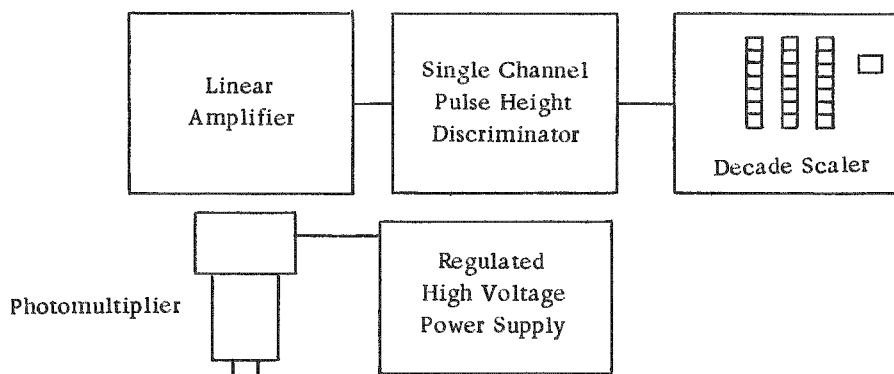 Linear
Amplifier
Single Channel
Pulse Height
Discriminator
Decade Scaler
Photomultiplier
Regulated
High Voltage
Power Supply